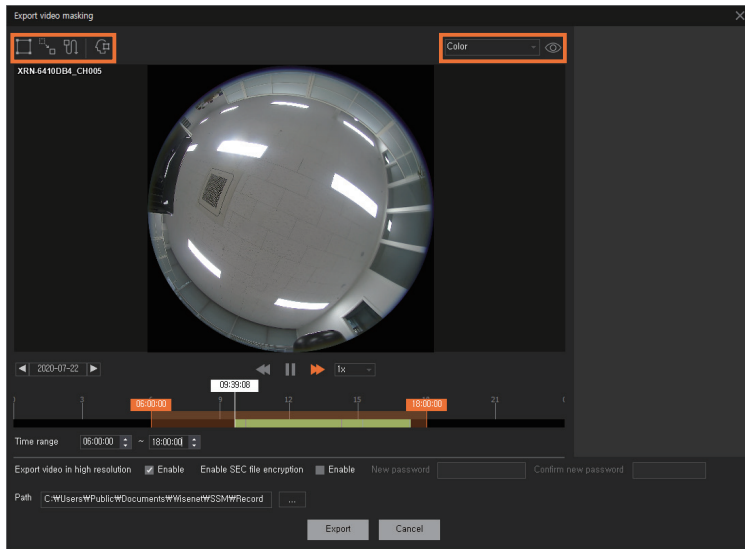 Export video masking
Color
XRN-6410DB4_CH005
2020-07-22
1x
09:39:08
3 06:00:00 9 12 15 18:00:00 21
Time range 06:00:00 ~ 18:00:00
Export video in high resolution Enable Enable SEC file encryption Enable New password Confirm new password
Path C:₩Users₩Public₩Documents₩Wisenet₩SSM₩Record ...
Export Cancel